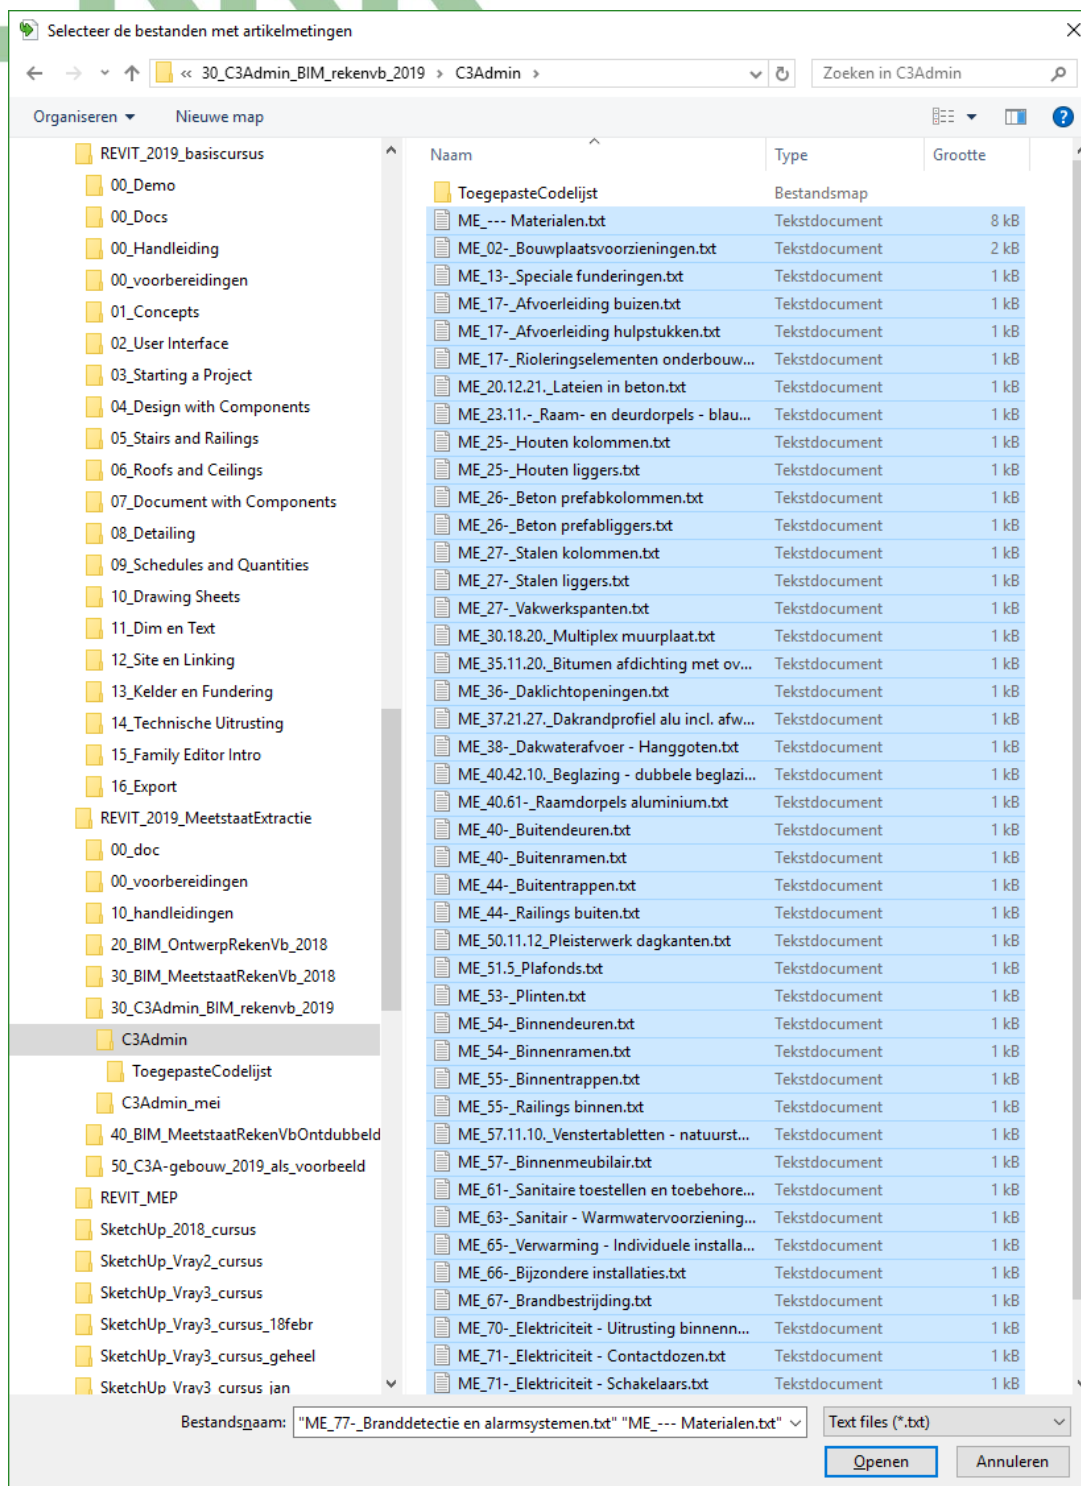 Selecteer de bestanden met artikelmetingen
« 30_C3Admin_BIM_rekenvb_2019 › C3Admin ›
Zoeken in C3Admin
Organiseren
Nieuwe map
REVIT_2019_basiscursus
00_Demo
00_Docs
00_Handleiding
00_voorbereidingen
01_Concepts
02_User Interface
03_Starting a Project
04_Design with Components
05_Stairs and Railings
06_Roofs and Ceilings
07_Document with Components
08_Detailing
09_Schedules and Quantities
10_Drawing Sheets
11_Dim en Text
12_Site en Linking
13_Kelder en Fundering
14_Technische Uitrusting
15_Family Editor Intro
16_Export
REVIT_2019_MeetstaatExtractie
00_doc
00_voorbereidingen
10_handleidingen
20_BIM_OntwerpRekenVb_2018
30_BIM_MeetstaatRekenVb_2018
30_C3Admin_BIM_rekenvb_2019
C3Admin
ToegepasteCodelijst
C3Admin_mei
40_BIM_MeetstaatRekenVbOntdubbeld
50_C3A-gebouw_2019_als_voorbeeld
REVIT_MEP
SketchUp_2018_cursus
SketchUp_Vray2_cursus
SketchUp_Vray3_cursus
SketchUp_Vray3_cursus_18febr
SketchUp_Vray3_cursus_geheel
SketchUp_Vray3_cursus_jan
Naam Type Grootte
ToegepasteCodelijst Bestandsmap
ME_--- Materialen.txt Tekstdocument 8 kB
ME_02-_Bouwplaatsvoorzieningen.txt Tekstdocument 2 kB
ME_13-_Speciale funderingen.txt Tekstdocument 1 kB
ME_17-_Afvoerleiding buizen.txt Tekstdocument 1 kB
ME_17-_Afvoerleiding hulpstukken.txt Tekstdocument 1 kB
ME_17-_Rioleringselementen onderbouw... Tekstdocument 1 kB
ME_20.12.21._Lateien in beton.txt Tekstdocument 1 kB
ME_23.11.-_Raam- en deurdorpels - blau... Tekstdocument 1 kB
ME_25-_Houten kolommen.txt Tekstdocument 1 kB
ME_25-_Houten liggers.txt Tekstdocument 1 kB
ME_26-_Beton prefabkolommen.txt Tekstdocument 1 kB
ME_26-_Beton prefabliggers.txt Tekstdocument 1 kB
ME_27-_Stalen kolommen.txt Tekstdocument 1 kB
ME_27-_Stalen liggers.txt Tekstdocument 1 kB
ME_27-_Vakwerkspanten.txt Tekstdocument 1 kB
ME_30.18.20._Multiplex muurplaat.txt Tekstdocument 1 kB
ME_35.11.20._Bitumen afdichting met ov... Tekstdocument 1 kB
ME_36-_Daklichtopeningen.txt Tekstdocument 1 kB
ME_37.21.27._Dakrandprofiel alu incl. afw... Tekstdocument 1 kB
ME_38-_Dakwaterafvoer - Hanggoten.txt Tekstdocument 1 kB
ME_40.42.10._Beglazing - dubbele beglazi... Tekstdocument 1 kB
ME_40.61-_Raamdorpels aluminium.txt Tekstdocument 1 kB
ME_40-_Buitendeuren.txt Tekstdocument 1 kB
ME_40-_Buitenramen.txt Tekstdocument 1 kB
ME_44-_Buitentrappen.txt Tekstdocument 1 kB
ME_44-_Railings buiten.txt Tekstdocument 1 kB
ME_50.11.12_Pleisterwerk dagkanten.txt Tekstdocument 1 kB
ME_51.5_Plafonds.txt Tekstdocument 1 kB
ME_53-_Plinten.txt Tekstdocument 1 kB
ME_54-_Binnendeuren.txt Tekstdocument 1 kB
ME_54-_Binnenramen.txt Tekstdocument 1 kB
ME_55-_Binnentrappen.txt Tekstdocument 1 kB
ME_55-_Railings binnen.txt Tekstdocument 1 kB
ME_57.11.10._Venstertabletten - natuurst... Tekstdocument 1 kB
ME_57-_Binnenmeubilair.txt Tekstdocument 1 kB
ME_61-_Sanitaire toestellen en toebehore... Tekstdocument 1 kB
ME_63-_Sanitair - Warmwatervoorziening... Tekstdocument 1 kB
ME_65-_Verwarming - Individuele installa... Tekstdocument 1 kB
ME_66-_Bijzondere installaties.txt Tekstdocument 1 kB
ME_67-_Brandbestrijding.txt Tekstdocument 1 kB
ME_70-_Elektriciteit - Uitrusting binnenn... Tekstdocument 1 kB
ME_71-_Elektriciteit - Contactdozen.txt Tekstdocument 1 kB
ME_71-_Elektriciteit - Schakelaars.txt Tekstdocument 1 kB
Bestandsnaam: "ME_77-_Branddetectie en alarmsystemen.txt" "ME_--- Materialen.txt" Text files (*.txt)
Openen Annuleren